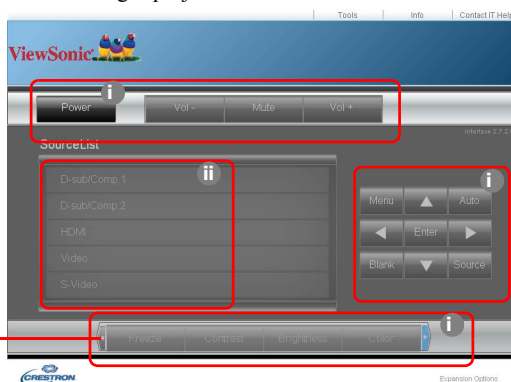 Tools Info Contact IT Help
ViewSonic
i
Power Vol - Mute Vol +
Interface 2.7.2.
SourceList
ii
i
D-sub/Comp.1
D-sub/Comp.2
HDMI
Video
S-Video
Menu Auto
Enter
Blank Source
i
Freeze Contrast Brightness Color
CRESTRON
Expansion Options